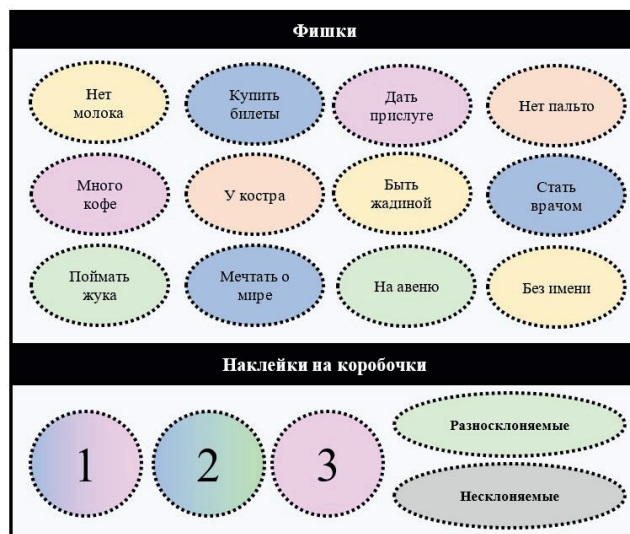 Фишки
Нет
молока
Купить
билеты
Дать
прислуге
Нет пальто
Много
кофе
У костра
Быть
жадиной
Стать
врачом
Поймать
жука
Мечтать о
мире
На авеню
Без имени
Наклейки на коробочки
1
2
3
Разносклоняемые
Несклоняемые